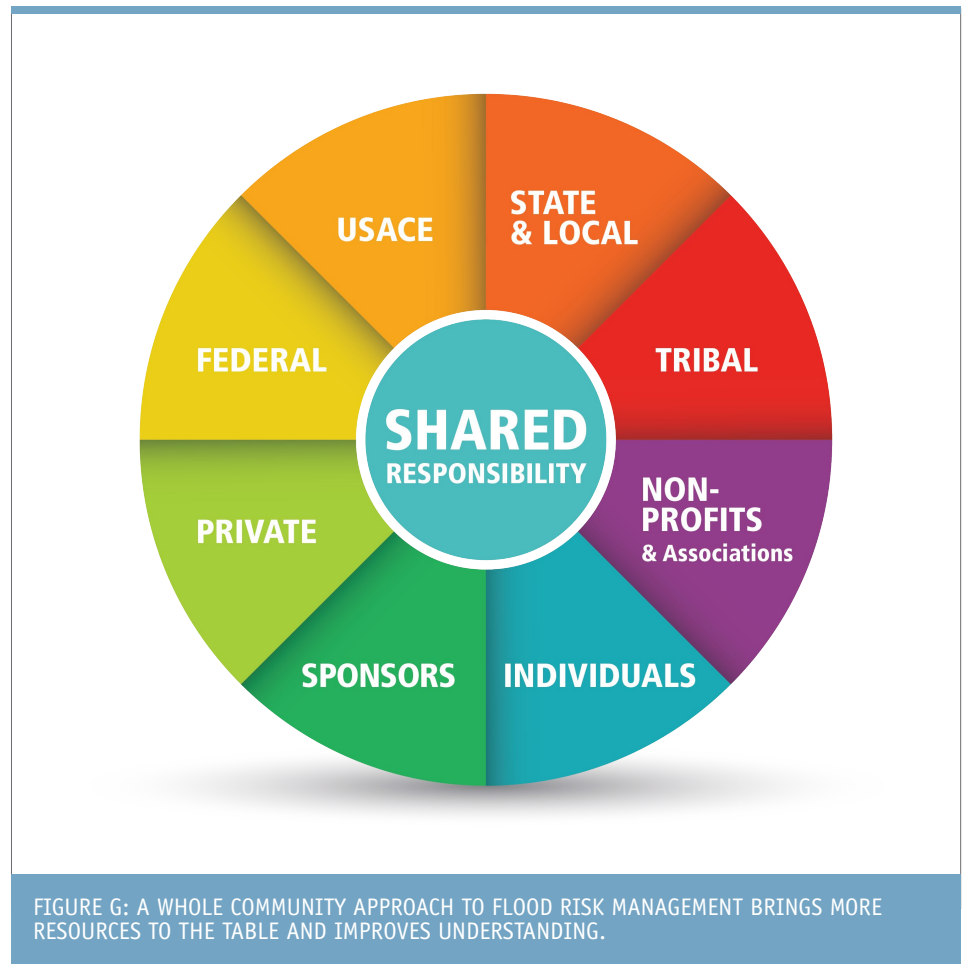 USACE
STATE
& LOCAL
FEDERAL
TRIBAL
SHARED
RESPONSIBILITY
PRIVATE
NON-
PROFITS
& Associations
SPONSORS
INDIVIDUALS
FIGURE G: A WHOLE COMMUNITY APPROACH TO FLOOD RISK MANAGEMENT BRINGS MORE
RESOURCES TO THE TABLE AND IMPROVES UNDERSTANDING.